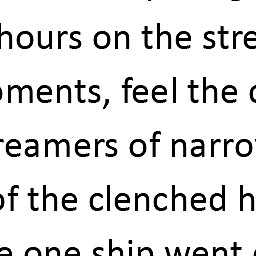 hours on the stre
oments, feel the
reamers of narro
of the clenched h
e one ship went